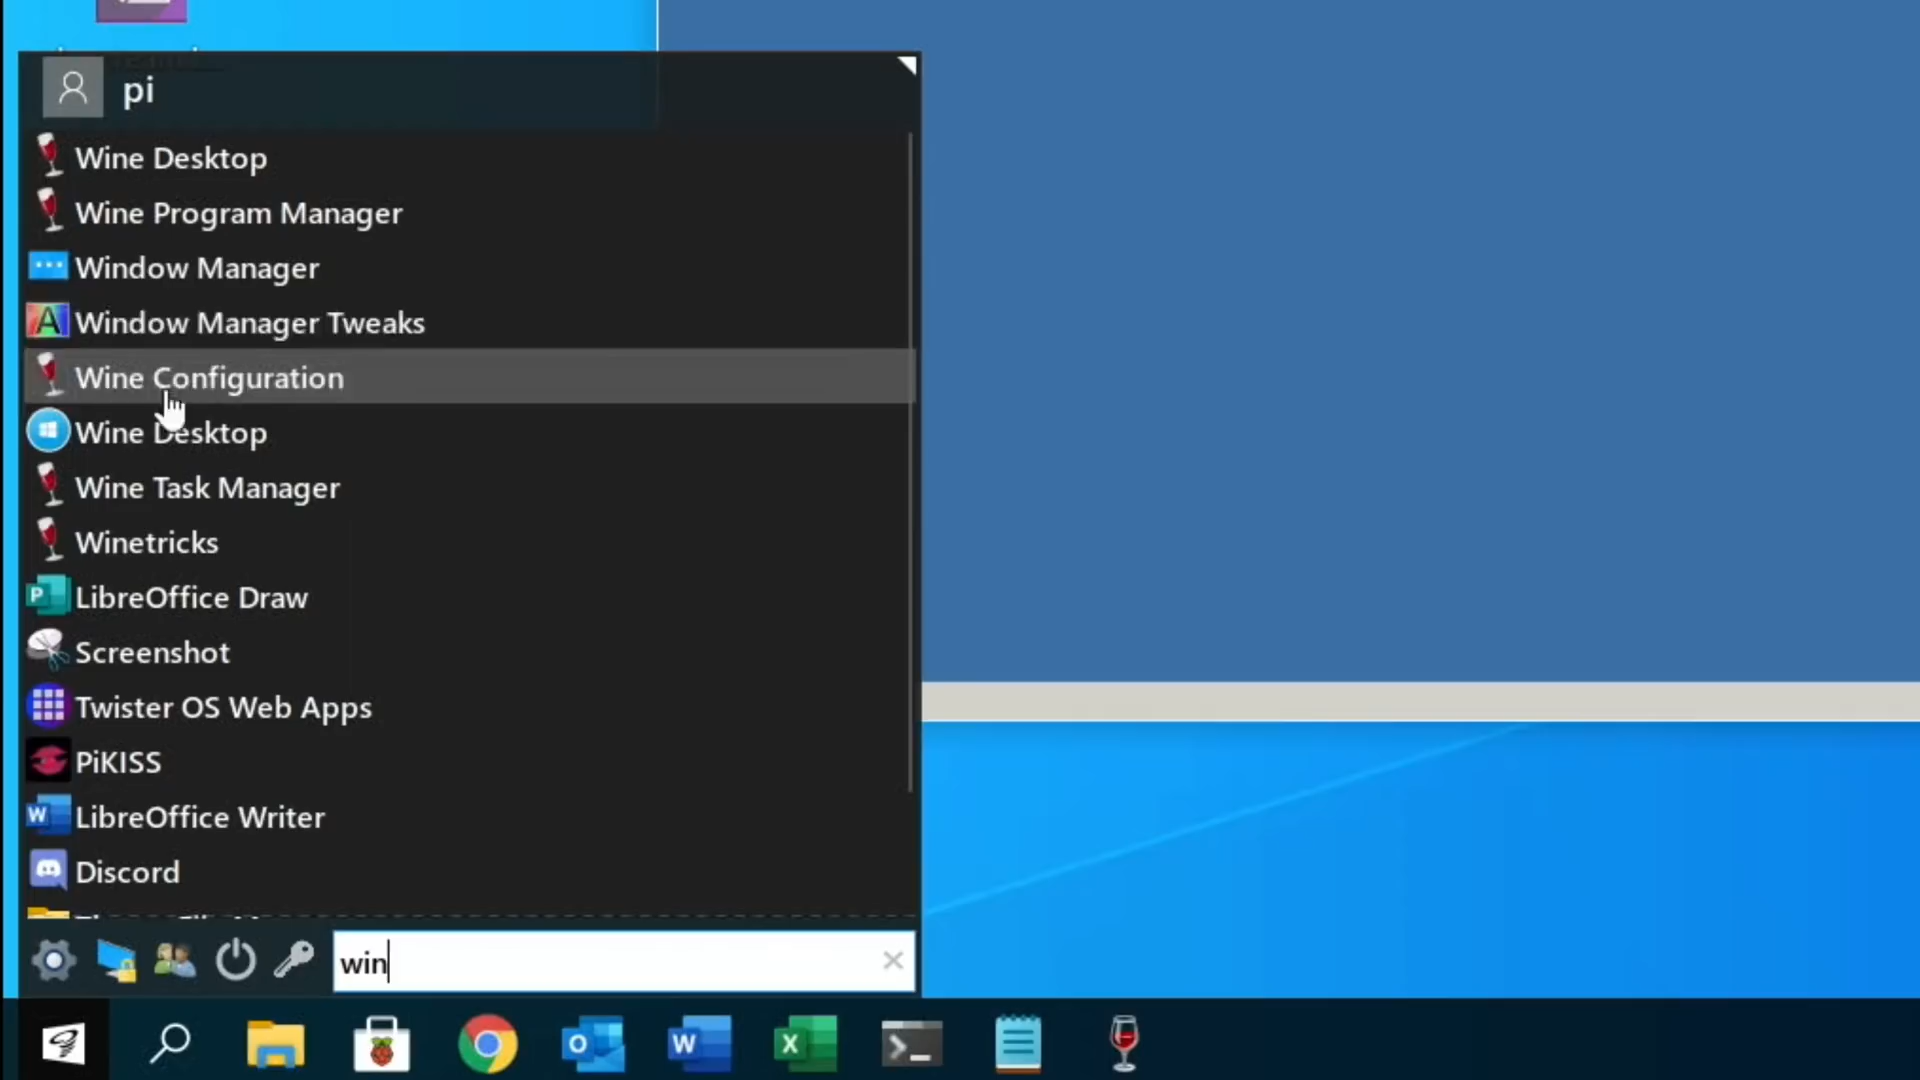 pi
Wine Desktop
Wine Program Manager
Window Manager
Window Manager Tweaks
Wine Configuration
Wine Desktop
Wine Task Manager
Winetricks
LibreOffice Draw
Screenshot
Twister OS Web Apps
PiKISS
LibreOffice Writer
Discord
win